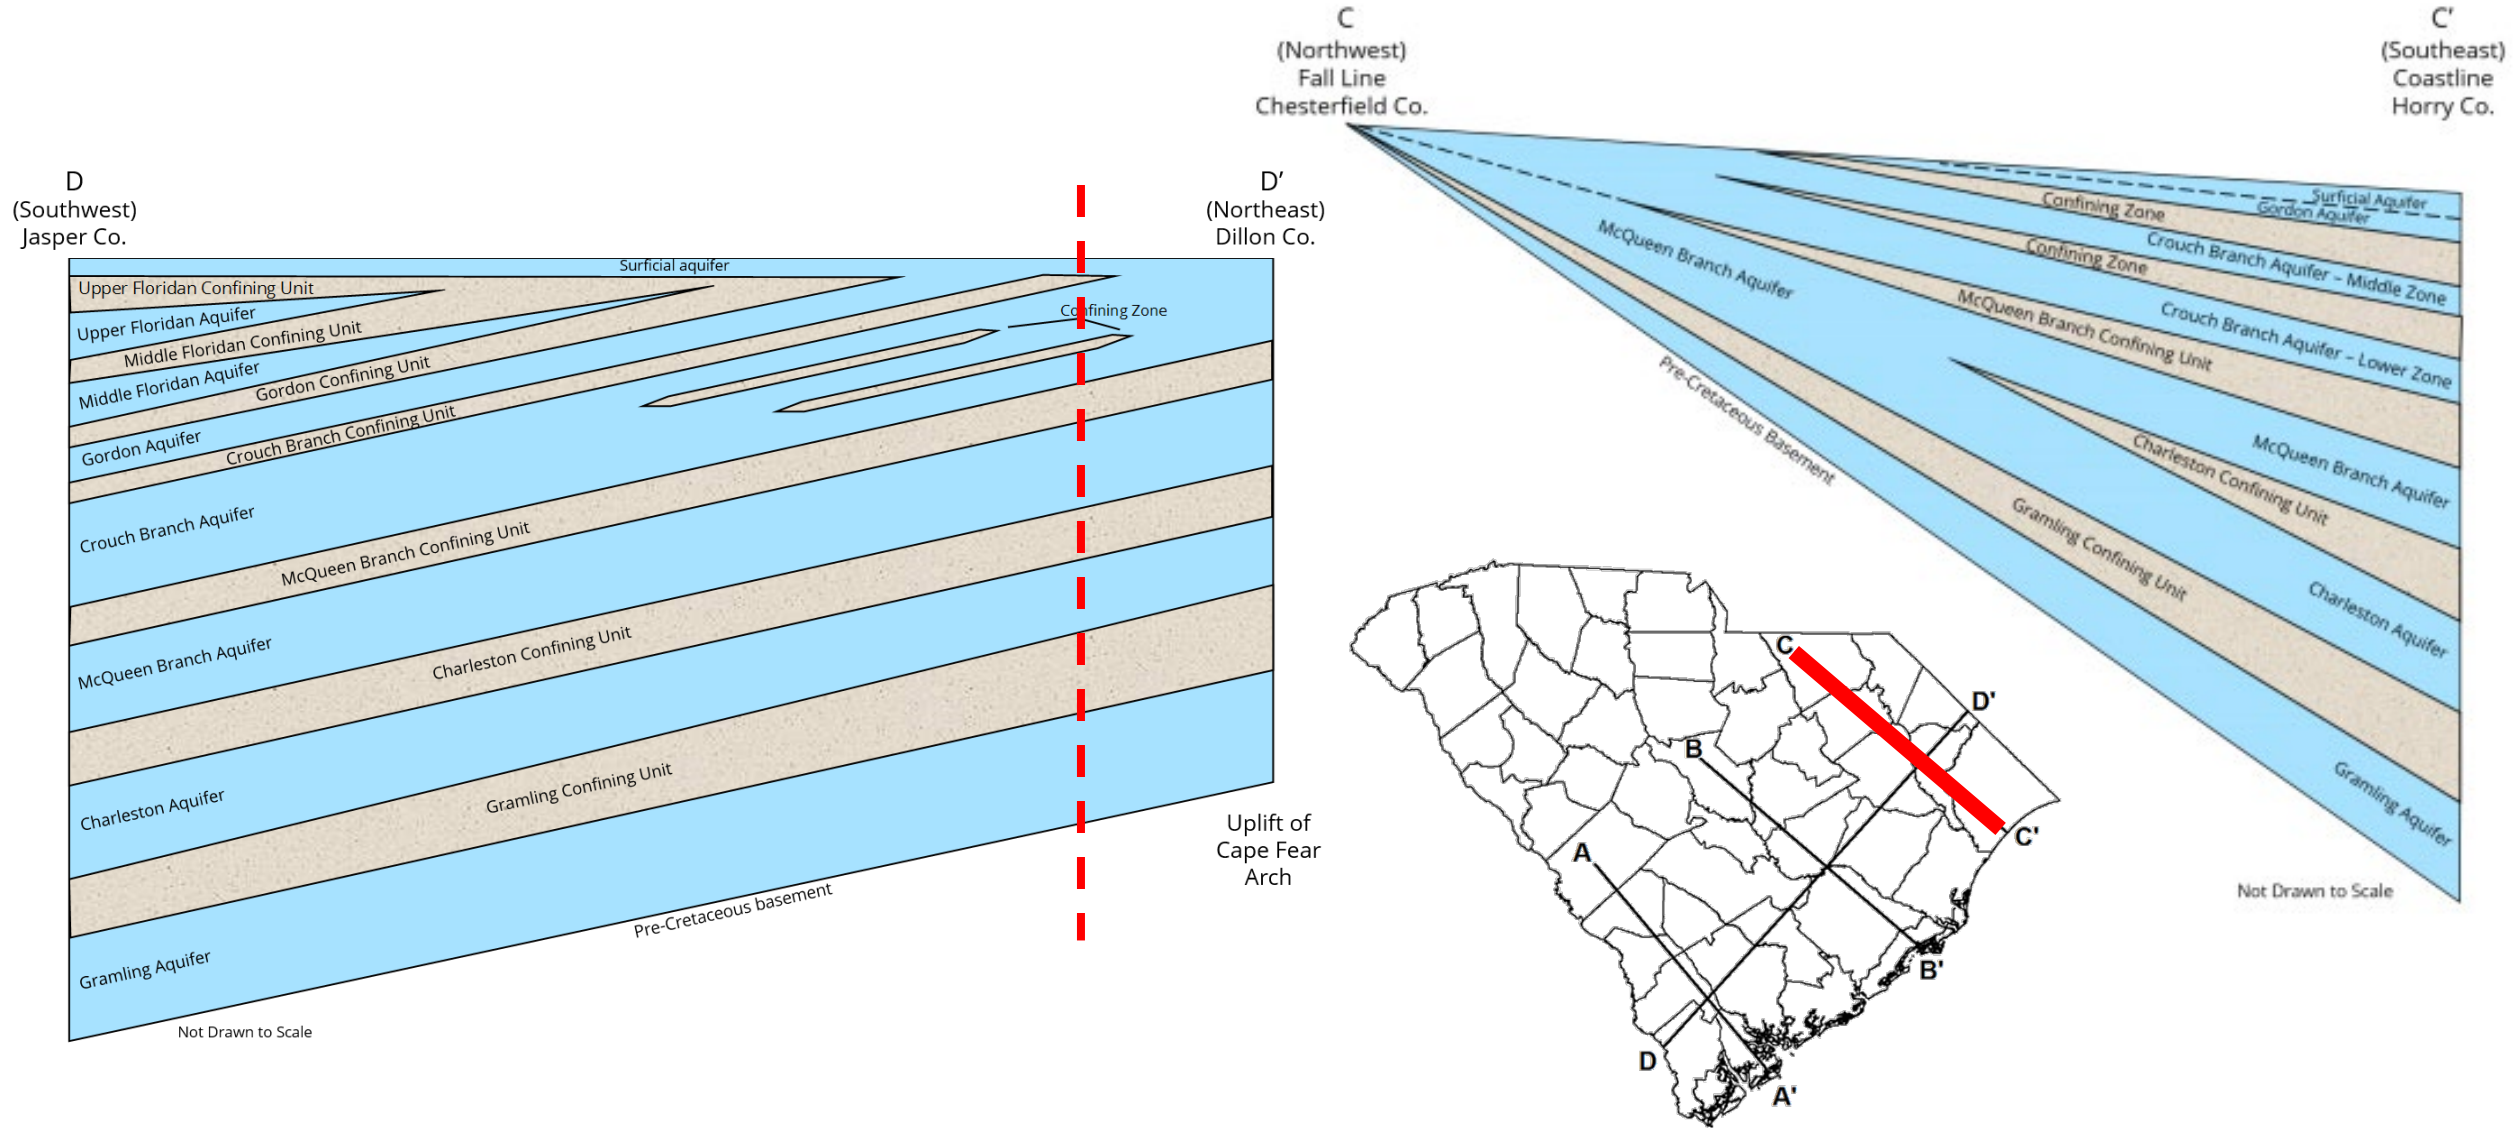 D
(Southwest)
Jasper Co.
D’
(Northeast)
Dillon Co.
Surficial aquifer
Upper Floridan Confining Unit
Upper Floridan Aquifer
Middle Floridan Confining Unit
Middle Floridan Aquifer
Gordon Confining Unit
Gordon Aquifer
Crouch Branch Confining Unit
Confining Zone
Crouch Branch Aquifer
McQueen Branch Confining Unit
McQueen Branch Aquifer
Charleston Confining Unit
Charleston Aquifer
Gramling Confining Unit
Gramling Aquifer
Pre-Cretaceous basement
Not Drawn to Scale
Uplift of
Cape Fear
Arch
C
(Northwest)
Fall Line
Chesterfield Co.
C’
(Southeast)
Coastline
Horry Co.
Surficial Aquifer
Gordon Aquifer
Confining Zone
Crouch Branch Aquifer – Middle Zone
Confining Zone
Crouch Branch Aquifer – Lower Zone
McQueen Branch Aquifer
McQueen Branch Confining Unit
McQueen Branch Aquifer
Charleston Confining Unit
Charleston Aquifer
Gramling Confining Unit
Gramling Aquifer
Pre-Cretaceous Basement
Not Drawn to Scale
C
D'
B
C'
A
B'
D
A'